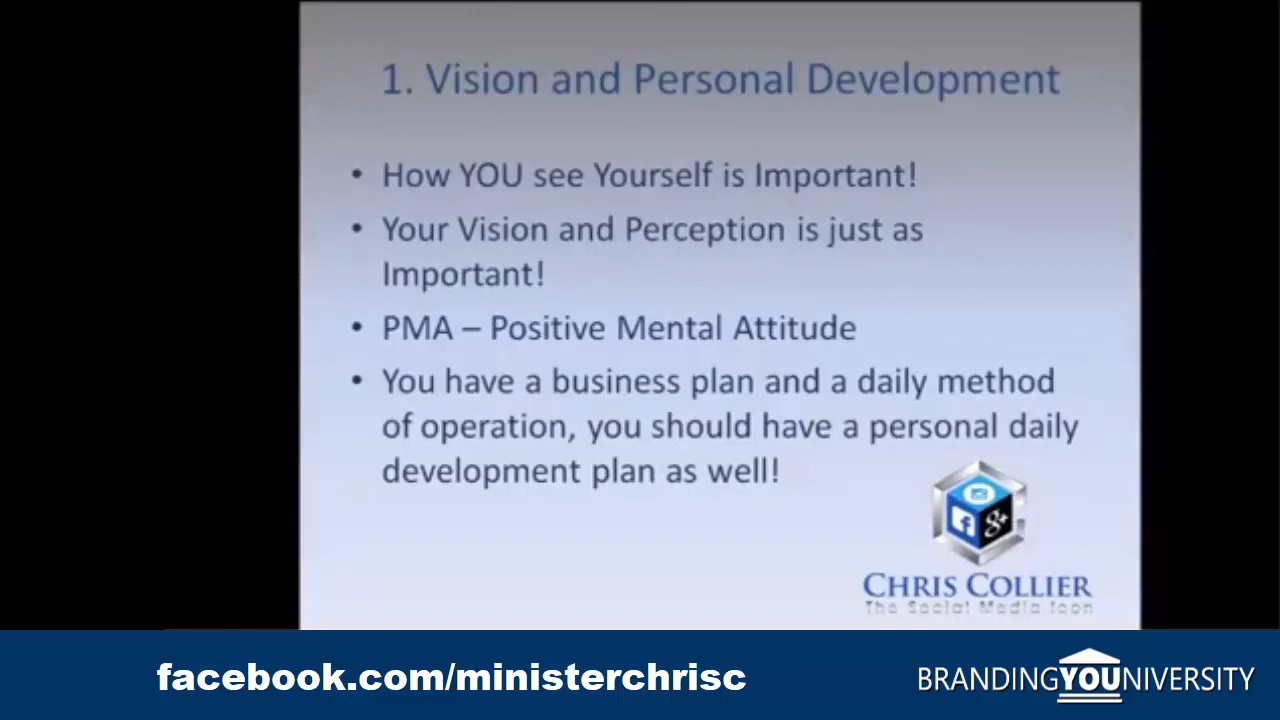 1. Vision and Personal Development
• How YOU see Yourself is Important!
• Your Vision and Perception is just as
Important!
• PMA – Positive Mental Attitude
• You have a business plan and a daily method
of operation, you should have a personal daily
development plan as well!
f g+
CHRIS COLLIER
The Social Media Icon
facebook.com/ministerchrisc
BRANDINGYOUNIVERSITY